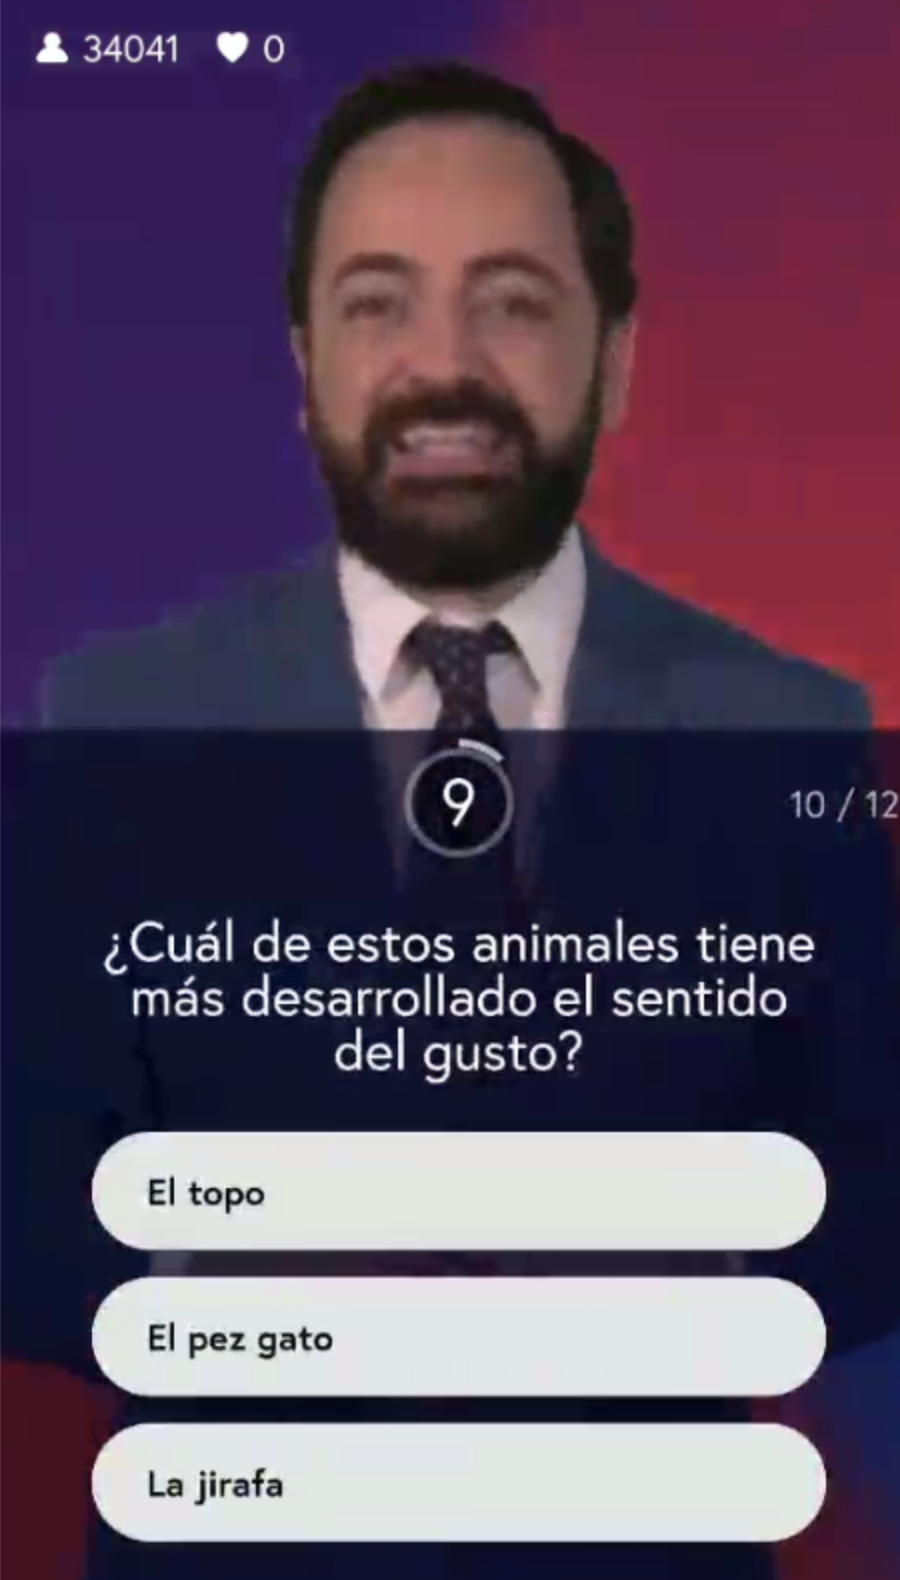 34041 0
9
10 / 12
¿Cuál de estos animales tiene
más desarrollado el sentido
del gusto?
El topo
El pez gato
La jirafa